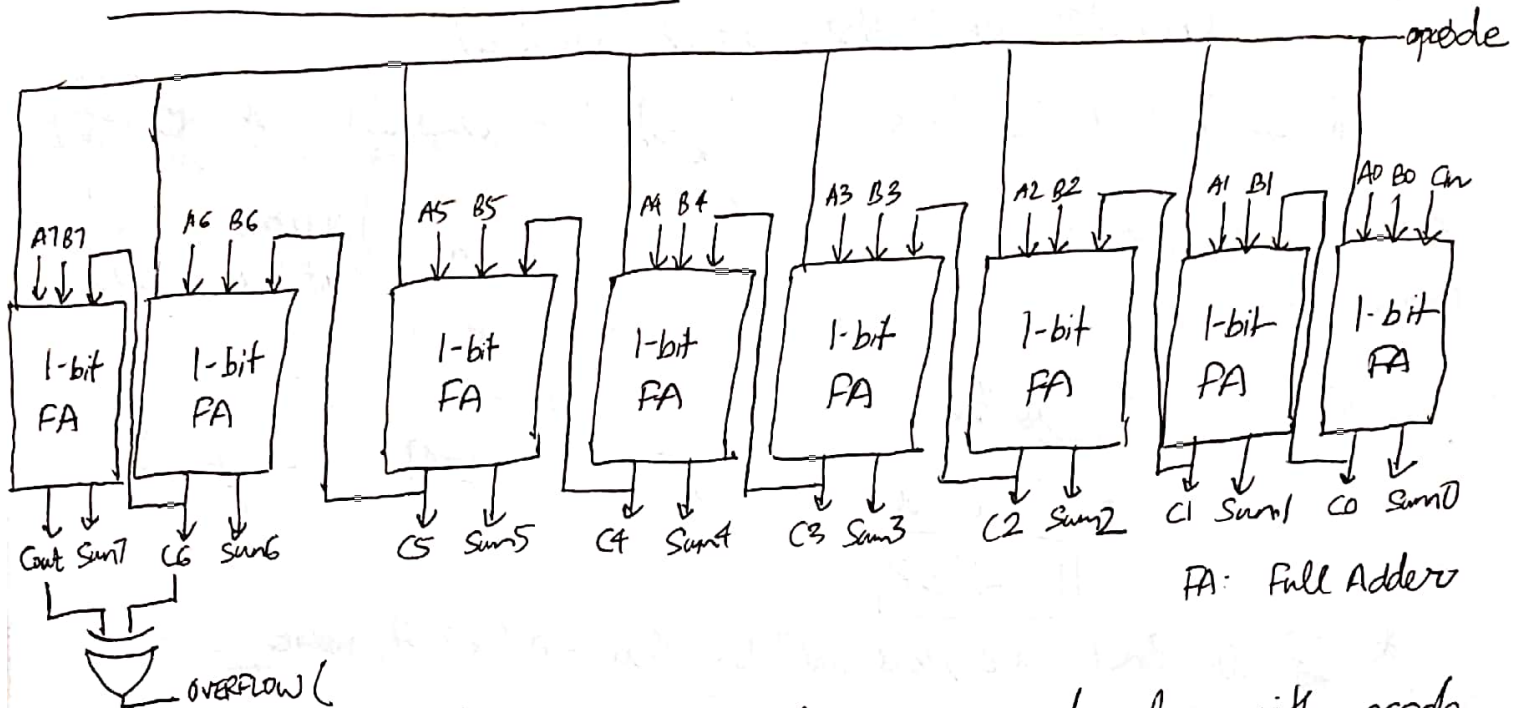 opcode
A7 B7 A6 B6 A5 B5 A4 B4 A3 B3 A2 B2 A1 B1 A0 B0 Cin
1-bit 1-bit 1-bit 1-bit 1-bit 1-bit 1-bit 1-bit
FA FA FA FA FA FA FA FA
Cout Sum7 C6 Sum6 C5 Sum5 C4 Sum4 C3 Sum3 C2 Sum2 C1 Sum1 C0 Sum0
FA: Full Adder
OVERFLOW (
with opcode